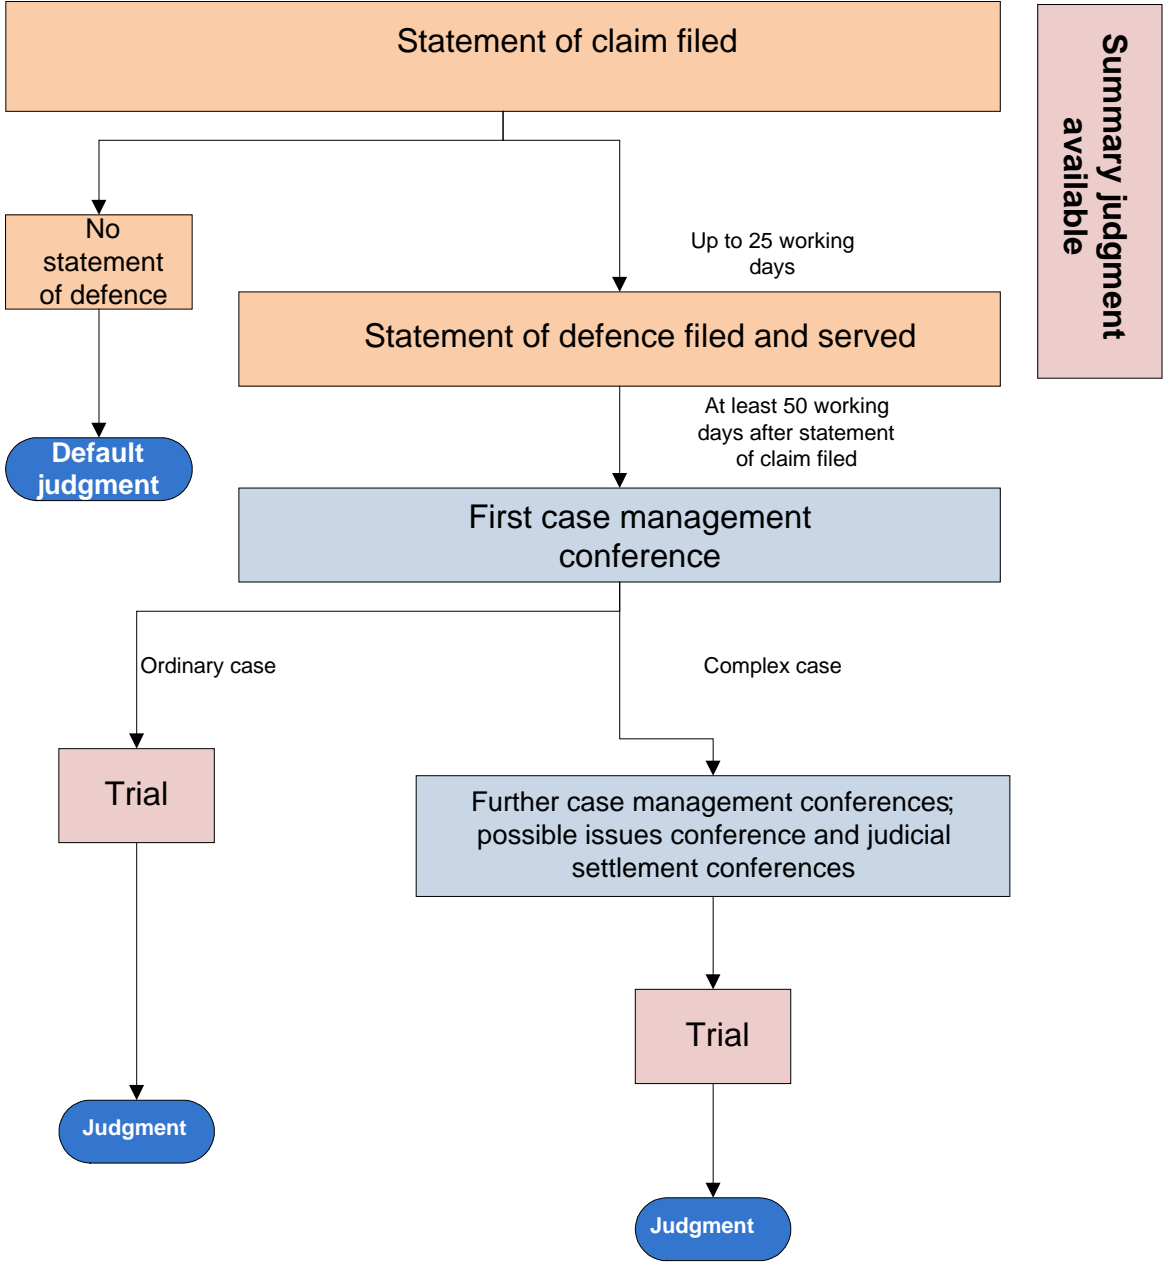 Statement of claim filed
Summary judgment
available
No
statement
of defence
Up to 25 working
days
Statement of defence filed and served
At least 50 working
days after statement
of claim filed
Default
judgment
First case management
conference
Ordinary case
Complex case
Trial
Further case management conferences;
possible issues conference and judicial
settlement conferences
Trial
Judgment
Judgment